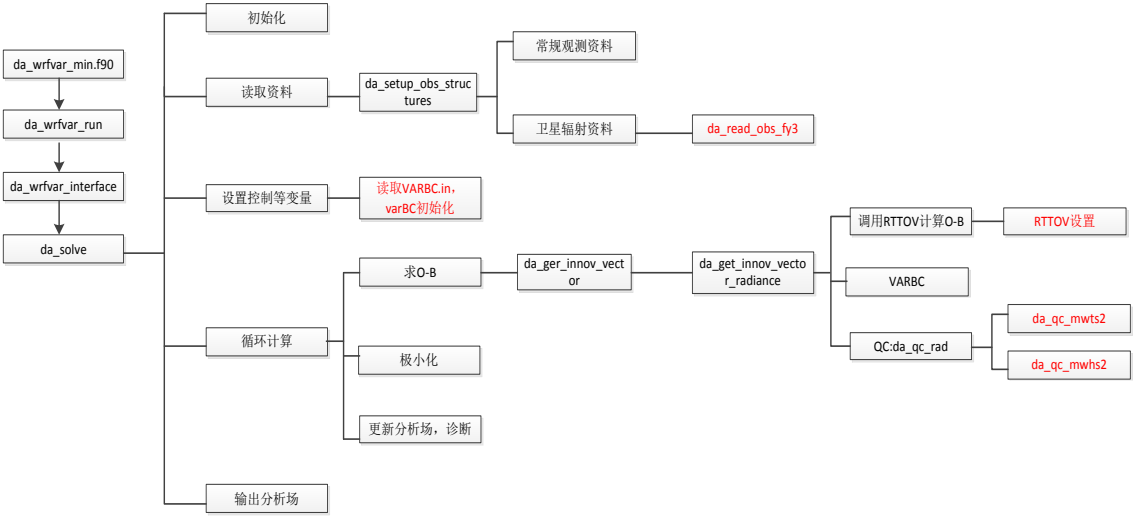 da_wrfvar_min.f90
da_wrfvar_run
da_wrfvar_interface
da_solve
初始化
读取资料
da_setup_obs_struc
tures
常规观测资料
卫星辐射资料
da_read_obs_fy3
设置控制等变量
读取VARBC.in，
varBC初始化
循环计算
求O-B
da_ger_innov_vect
or
da_get_innov_vecto
r_radiance
调用RTTOV计算O-B
RTTOV设置
VARBC
QC:da_qc_rad
da_qc_mwts2
da_qc_mwhs2
极小化
更新分析场，诊断
输出分析场